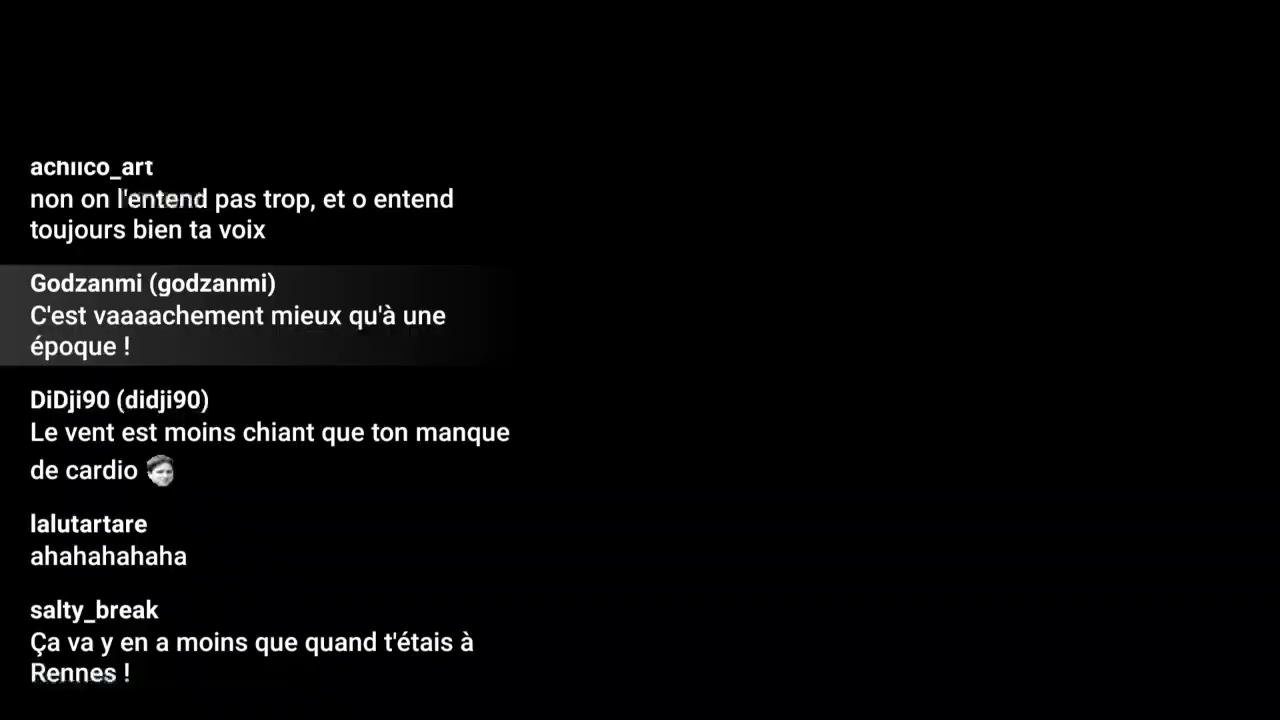 achiico_art
non on l'entend pas trop, et o entend
toujours bien ta voix
Godzanmi (godzanmi)
C'est vaaaachement mieux qu'à une
époque !
DiDji90 (didji90)
Le vent est moins chiant que ton manque
de cardio
lalutartare
ahahahahaha
salty_break
Ça va y en a moins que quand t'étais à
Rennes !